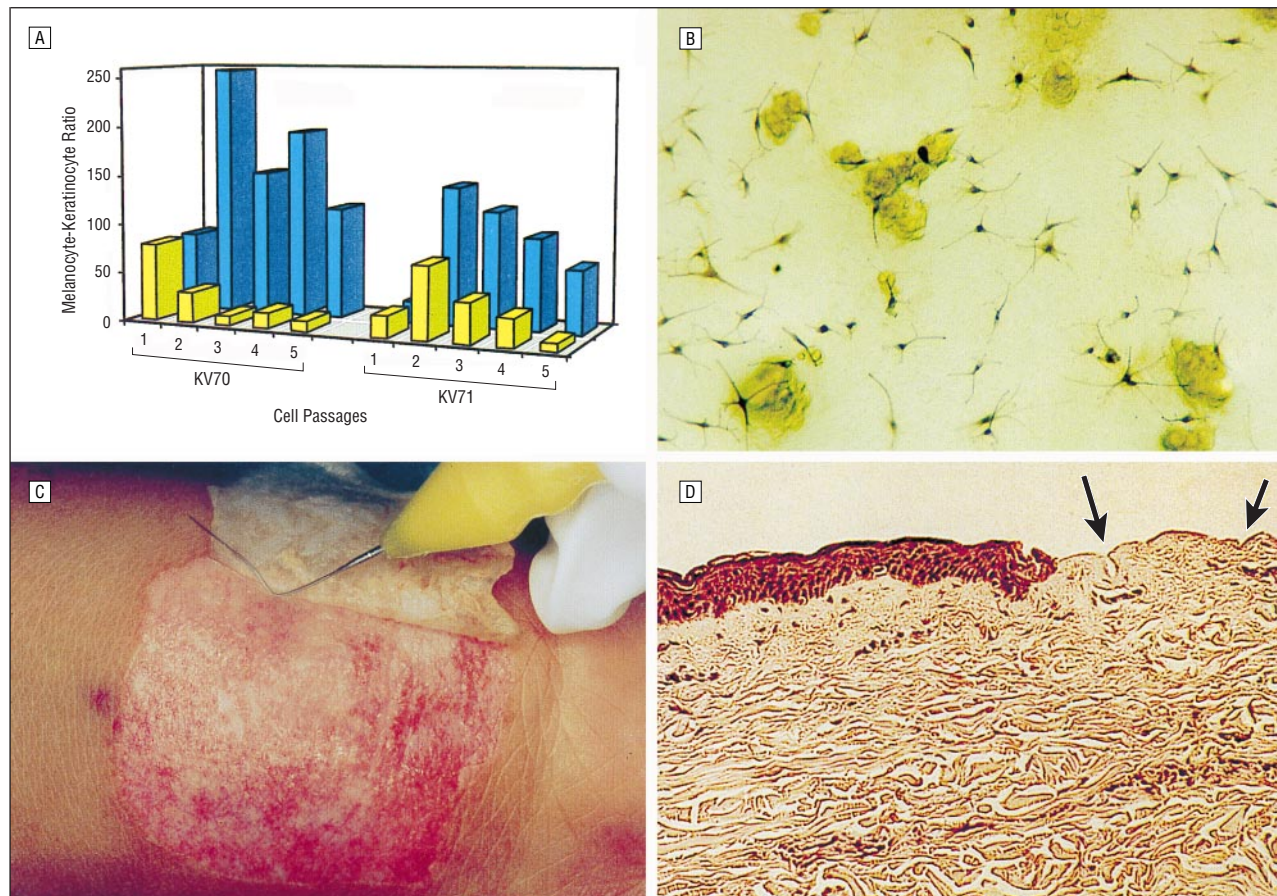 A
250
200
150
100
50
0
Melanocyte-Keratinocyte Ratio
1 2 3 4 5 1 2 3 4 5
KV70 KV71
Cell Passages
B
C
D